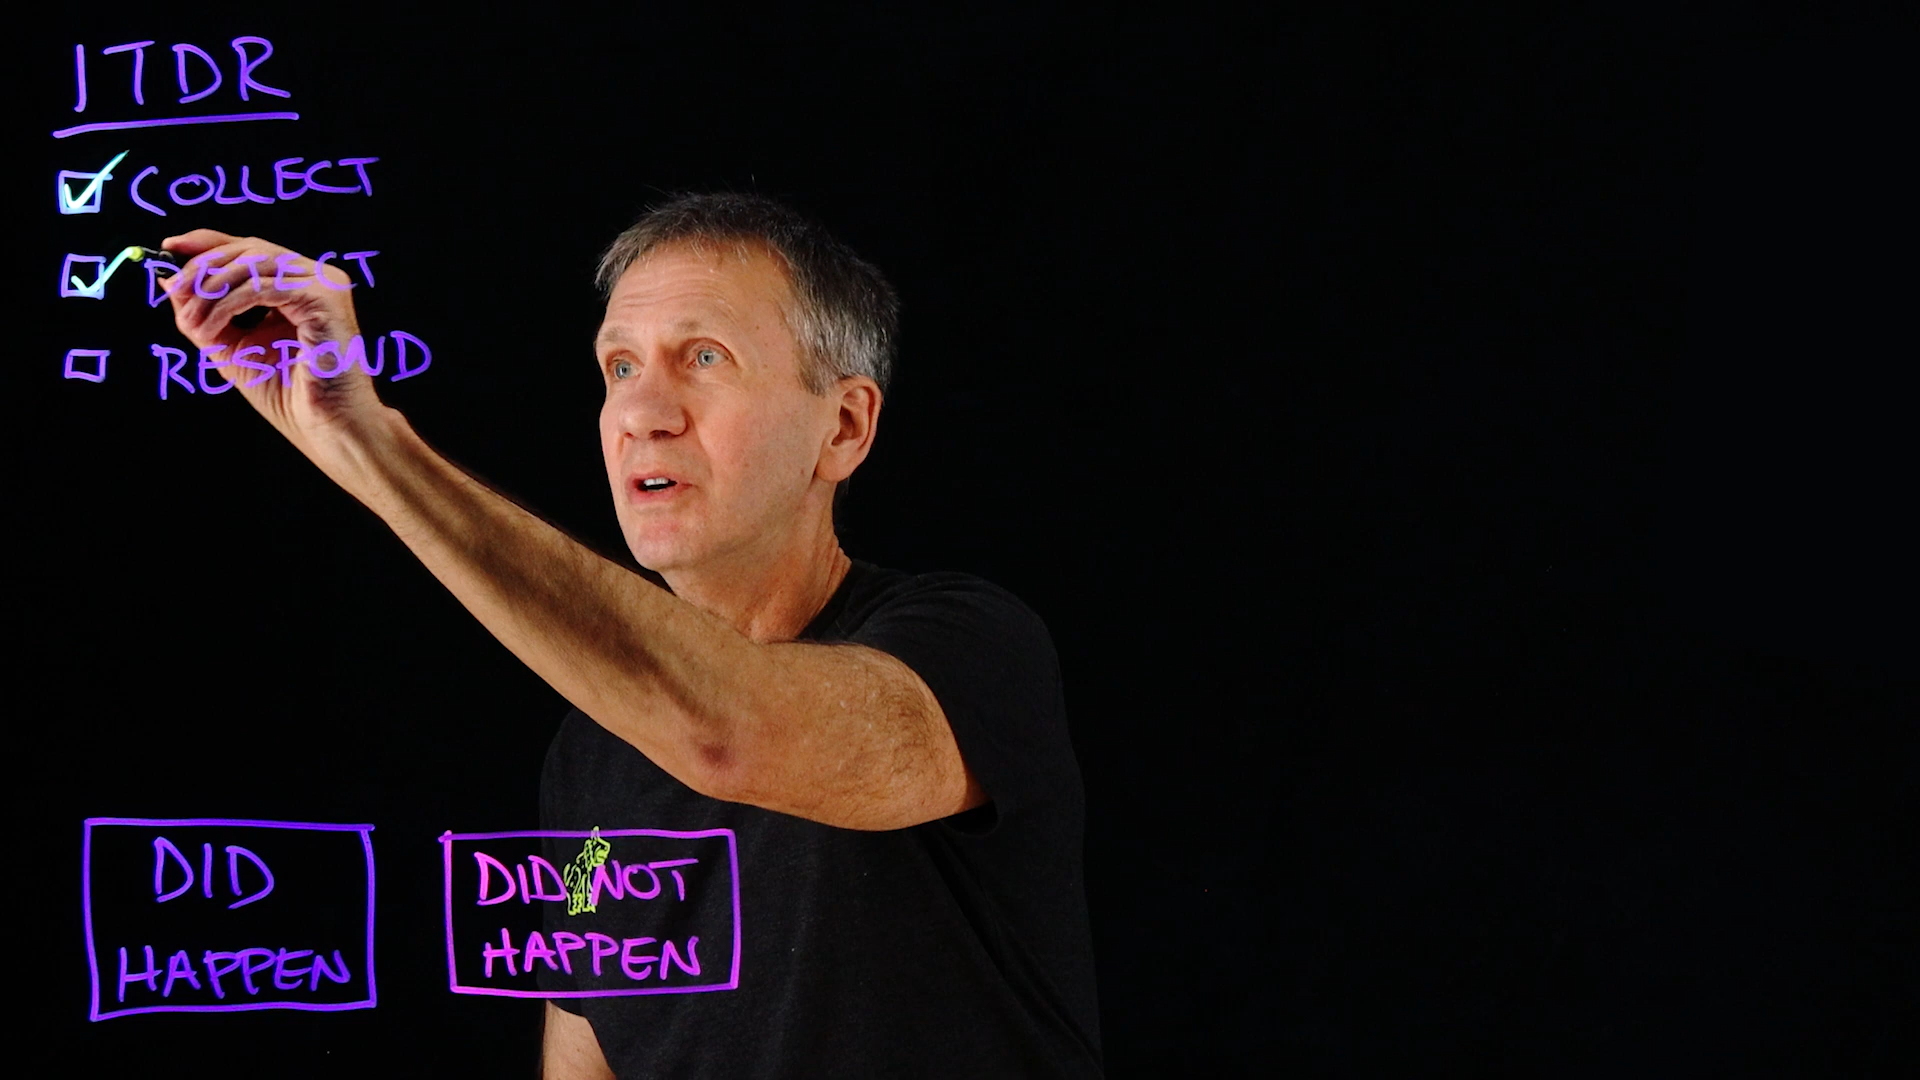 ITDR
COLLECT
DETECT
RESPOND
DID
HAPPEN
DID NOT
HAPPEN